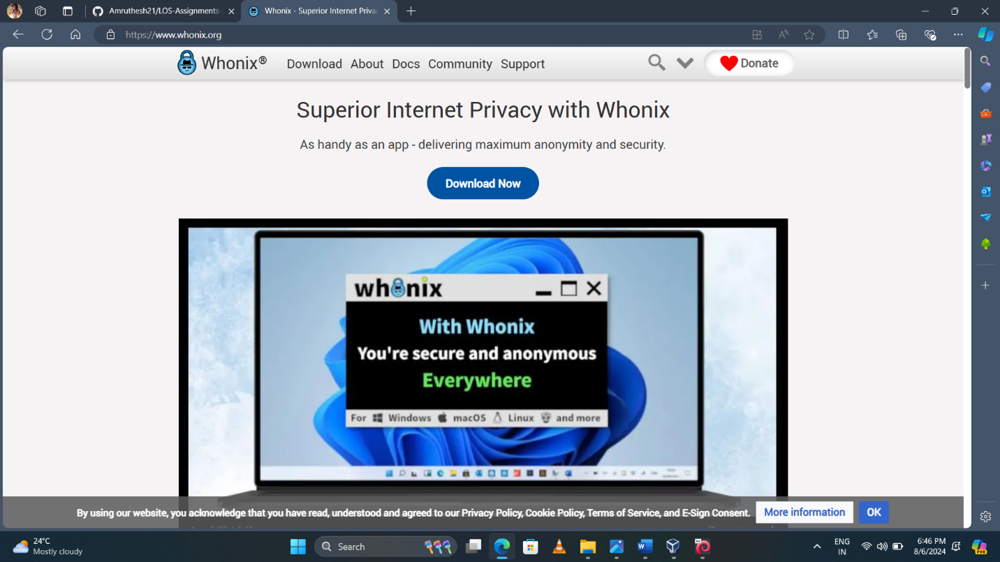 Amruthesh21/LOS-Assignments-
Whonix - Superior Internet Priva
https://www.whonix.org
Whonix®
Download About Docs Community Support
Donate
Superior Internet Privacy with Whonix
As handy as an app - delivering maximum anonymity and security.
Download Now
whonix
With Whonix
You're secure and anonymous
Everywhere
For Windows macOS Linux and more
By using our website, you acknowledge that you have read, understood and agreed to our Privacy Policy, Cookie Policy, Terms of Service, and E-Sign Consent.
More information
OK
24°C
Mostly cloudy
Search
PRE
ENG
IN
6:46 PM
8/6/2024